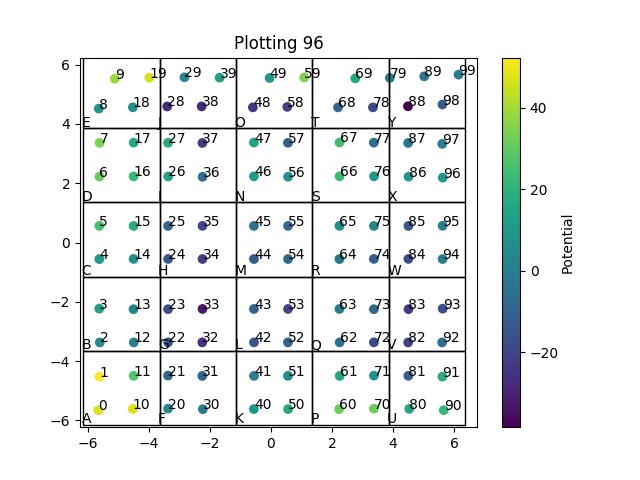 Plotting 96
6
9 19 29 39 49 59 69 79 89 99
8 18 28 38 48 58 68 78 88 98
E J O T Y
4
7 17 27 37 47 57 67 77 87 97
6 16 26 36 46 56 66 76 86 96
2
D I N S X
5 15 25 35 45 55 65 75 85 95
0
4 14 24 34 44 54 64 74 84 94
C H M R W
−2
3 13 23 33 43 53 63 73 83 93
2 12 22 32 42 52 62 72 82 92
B G L Q V
−4
1 11 21 31 41 51 61 71 81 91
0 10 20 30 40 50 60 70 80 90
A F K P U
−6
−6 −4 −2 0 2 4 6
40
20
0
−20
Potential